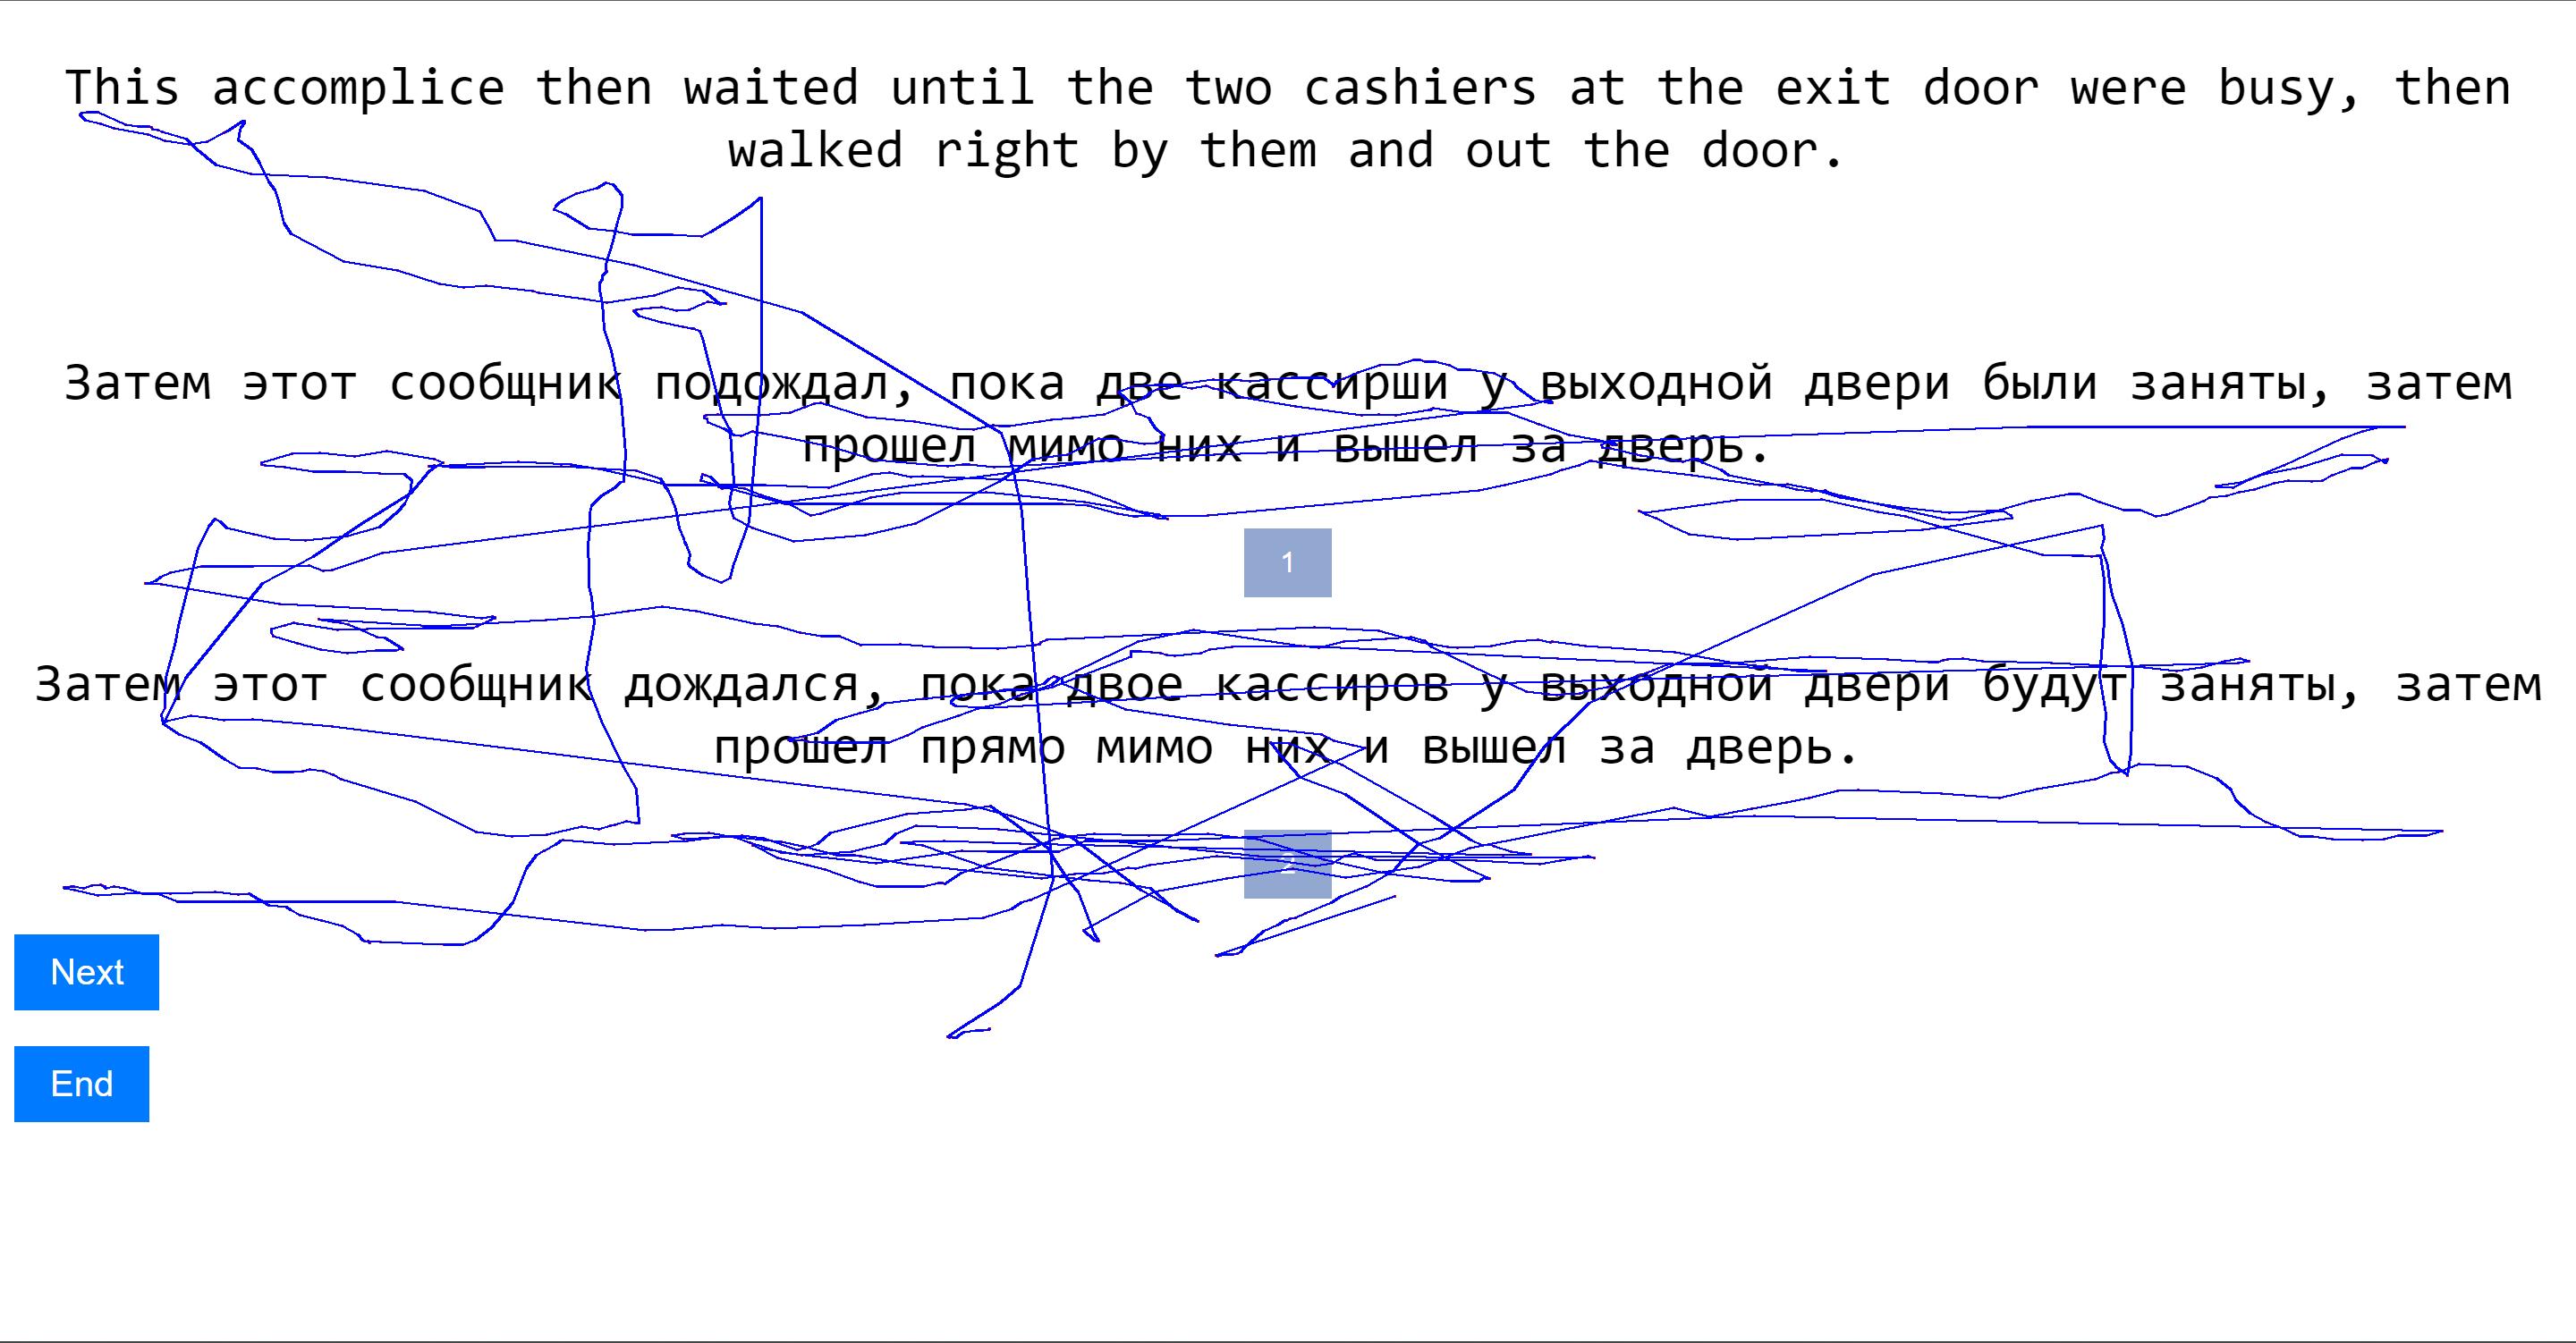 This accomplice then waited until the two cashiers at the exit door were busy, then
walked right by them and out the door.
Затем этот сообщник подождал, пока две кассирши у выходной двери были заняты, затем
прошел мимо них и вышел за дверь.
1
Затем этот сообщник дождался, пока двое кассиров у выходной двери будут заняты, затем
прошел прямо мимо них и вышел за дверь.
2
Next
End